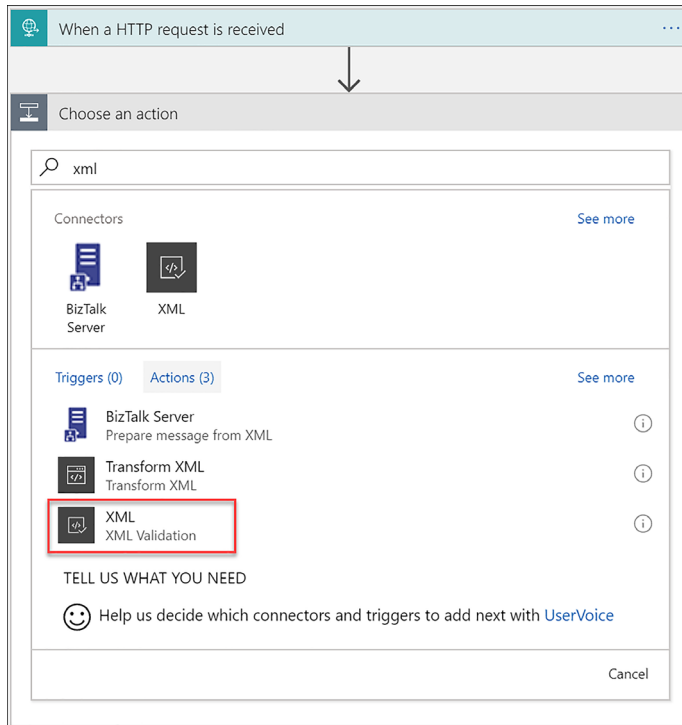 When a HTTP request is received
Choose an action
xml
Connectors
See more
BizTalk
Server
XML
Triggers (0)
Actions (3)
See more
BizTalk Server
Prepare message from XML
Transform XML
Transform XML
XML
XML Validation
TELL US WHAT YOU NEED
Help us decide which connectors and triggers to add next with UserVoice
Cancel